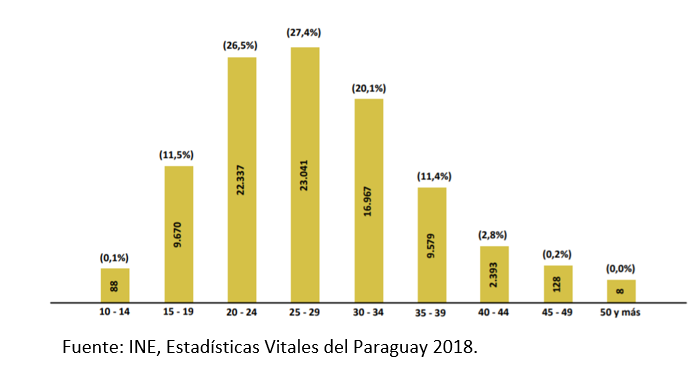 (0,1%)
88
10 - 14
(11,5%)
9.670
15 - 19
(26,5%)
22.337
20 - 24
(27,4%)
23.041
25 - 29
(20,1%)
16.967
30 - 34
(11,4%)
9.579
35 - 39
(2,8%)
2.393
40 - 44
(0,2%)
128
45 - 49
(0,0%)
8
50 y más
Fuente: INE, Estadísticas Vitales del Paraguay 2018.